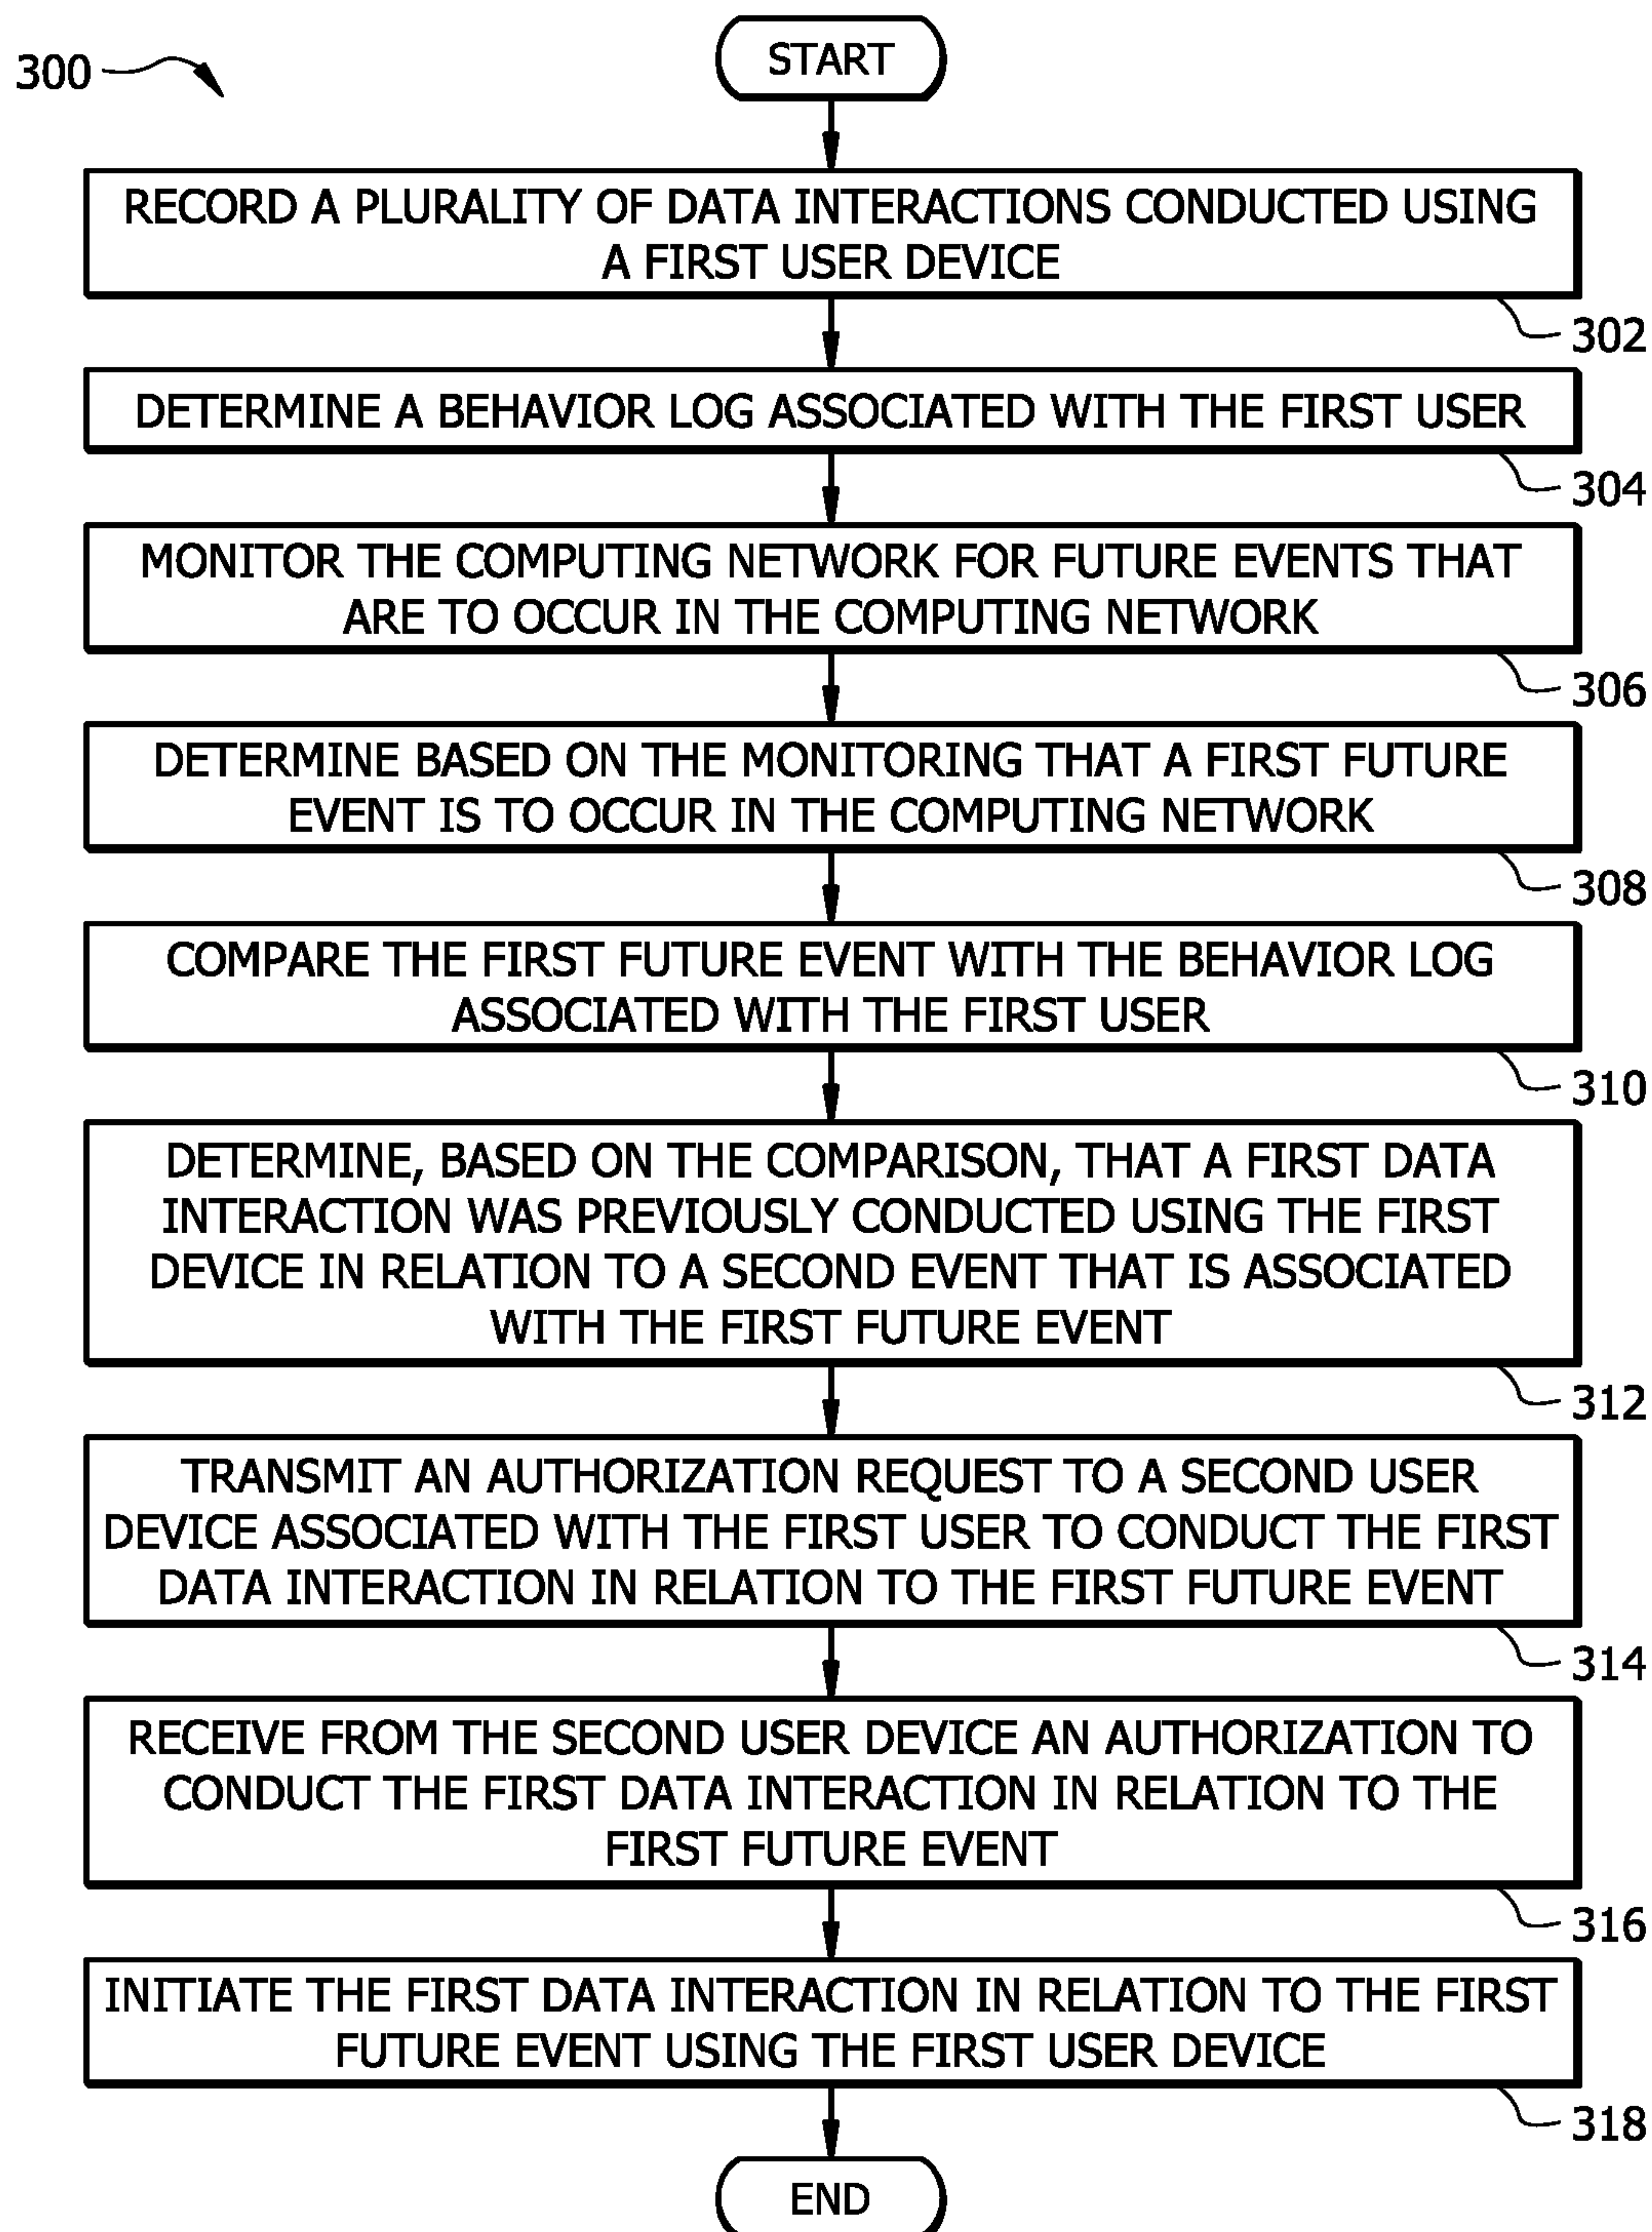 300
START
RECORD A PLURALITY OF DATA INTERACTIONS CONDUCTED USING
A FIRST USER DEVICE
302
DETERMINE A BEHAVIOR LOG ASSOCIATED WITH THE FIRST USER
304
MONITOR THE COMPUTING NETWORK FOR FUTURE EVENTS THAT
ARE TO OCCUR IN THE COMPUTING NETWORK
306
DETERMINE BASED ON THE MONITORING THAT A FIRST FUTURE
EVENT IS TO OCCUR IN THE COMPUTING NETWORK
308
COMPARE THE FIRST FUTURE EVENT WITH THE BEHAVIOR LOG
ASSOCIATED WITH THE FIRST USER
310
DETERMINE, BASED ON THE COMPARISON, THAT A FIRST DATA
INTERACTION WAS PREVIOUSLY CONDUCTED USING THE FIRST
DEVICE IN RELATION TO A SECOND EVENT THAT IS ASSOCIATED
WITH THE FIRST FUTURE EVENT
312
TRANSMIT AN AUTHORIZATION REQUEST TO A SECOND USER
DEVICE ASSOCIATED WITH THE FIRST USER TO CONDUCT THE FIRST
DATA INTERACTION IN RELATION TO THE FIRST FUTURE EVENT
314
RECEIVE FROM THE SECOND USER DEVICE AN AUTHORIZATION TO
CONDUCT THE FIRST DATA INTERACTION IN RELATION TO THE
FIRST FUTURE EVENT
316
INITIATE THE FIRST DATA INTERACTION IN RELATION TO THE FIRST
FUTURE EVENT USING THE FIRST USER DEVICE
318
END